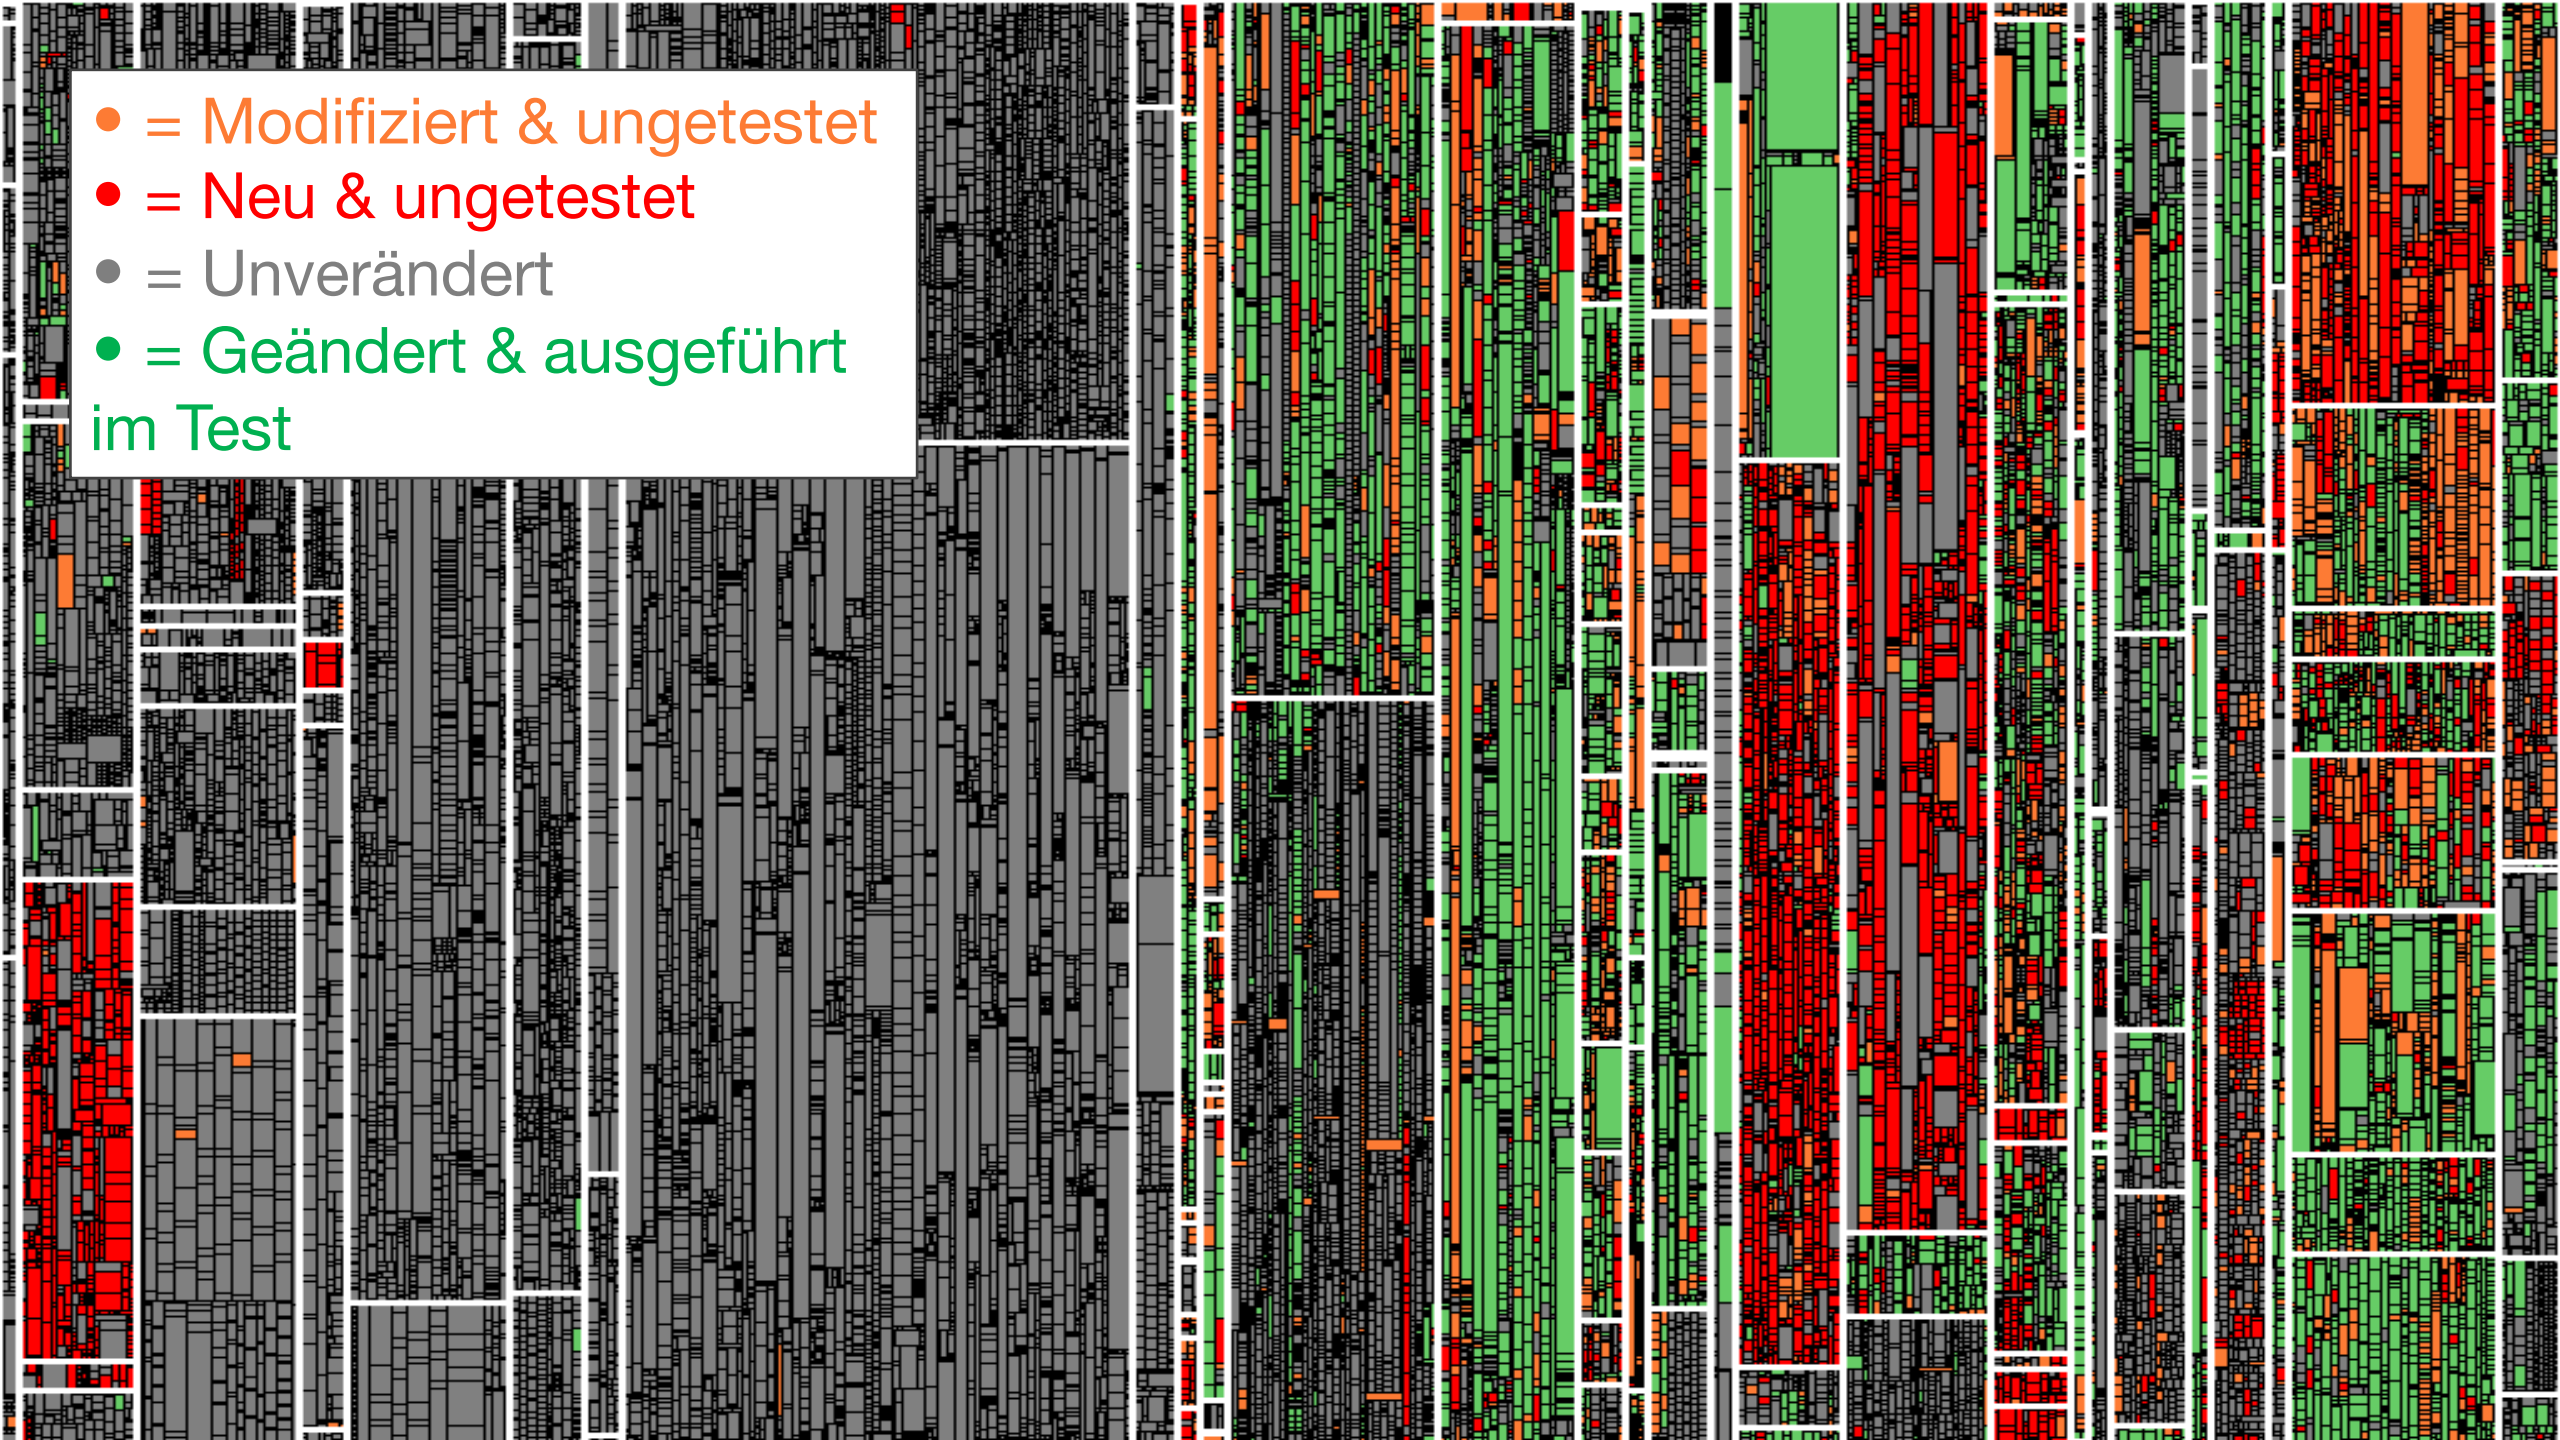 • = Modifiziert & ungetestet
• = Neu & ungetestet
• = Unverändert
• = Geändert & ausgeführt
im Test